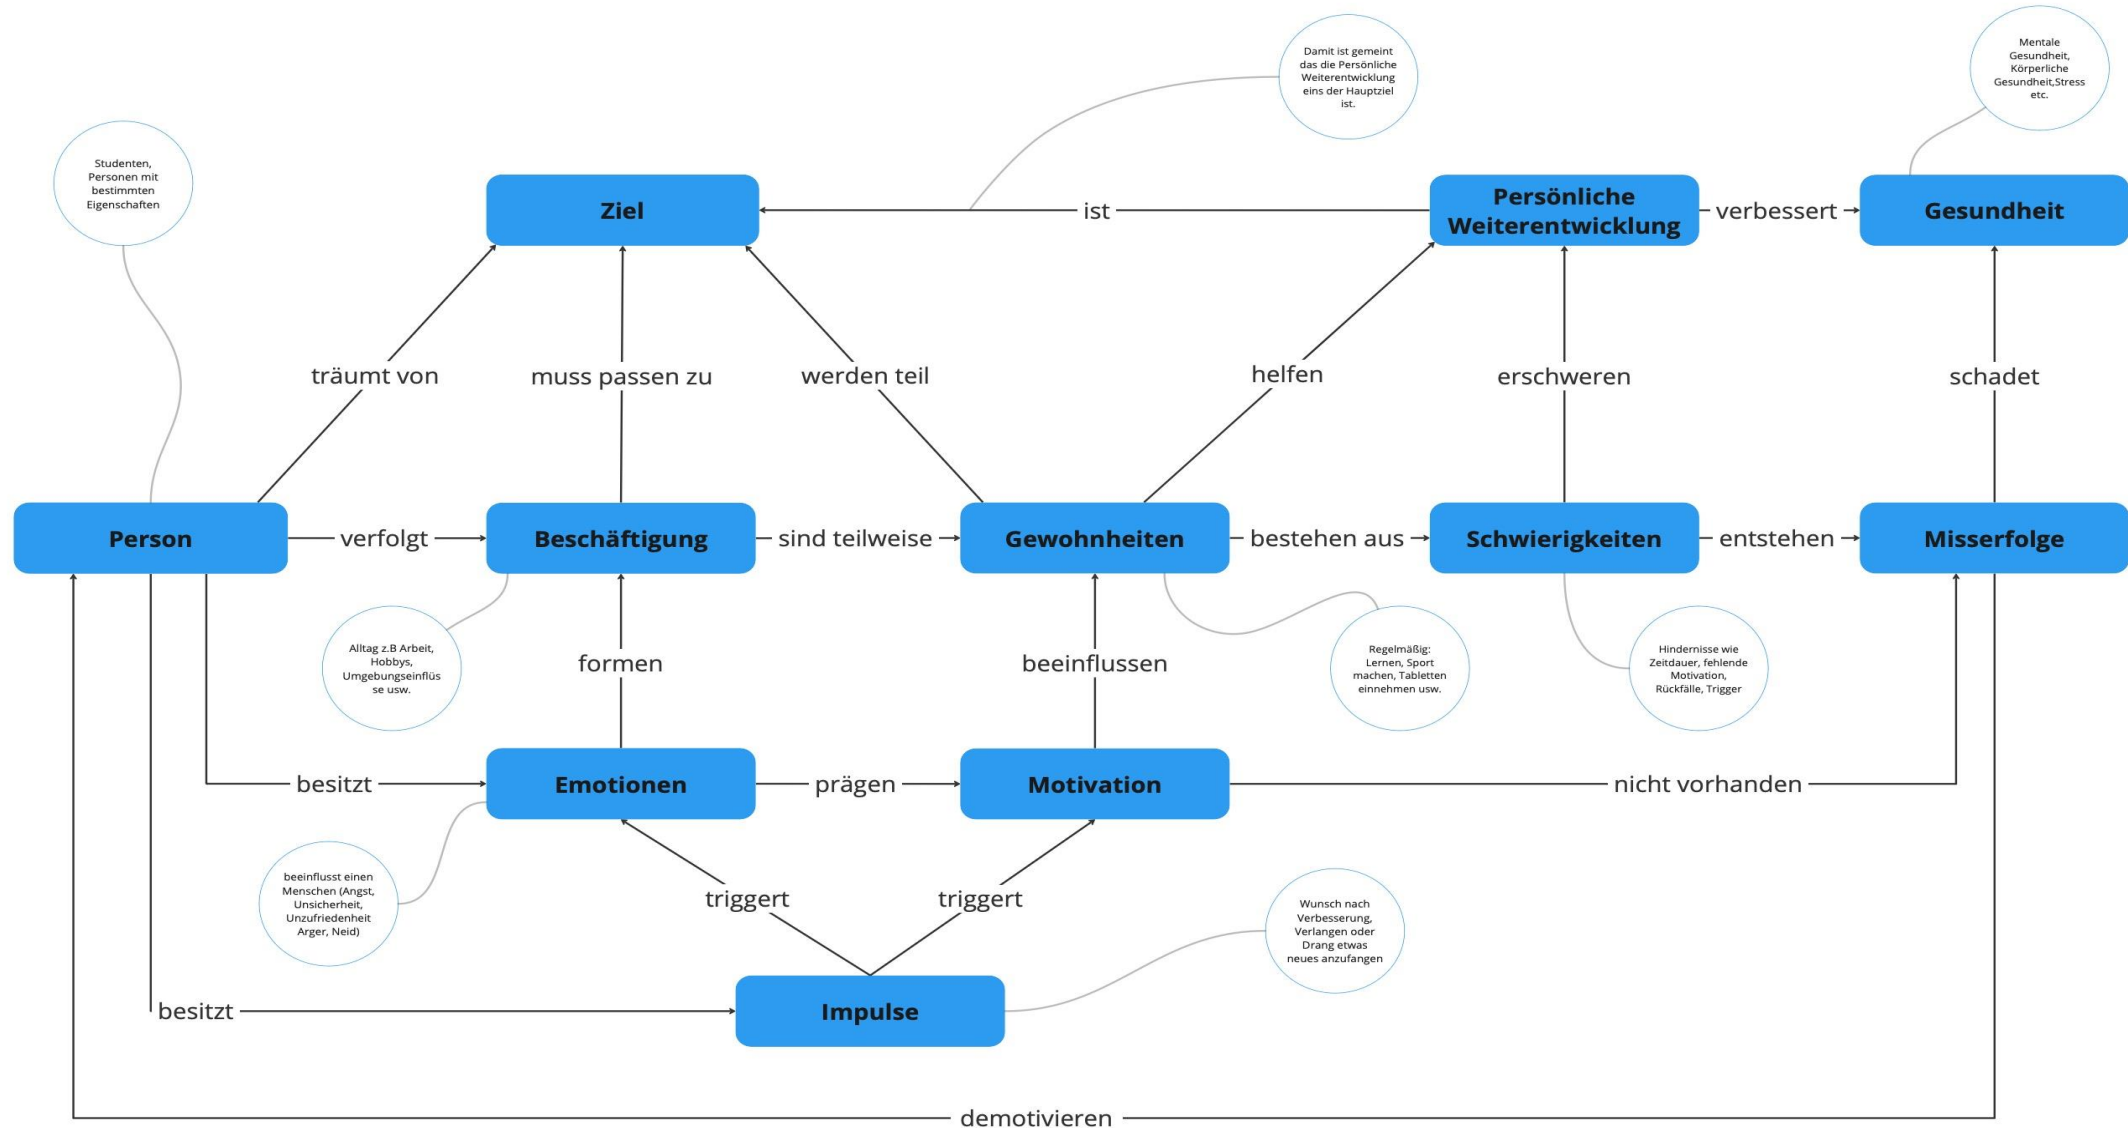 Damit ist gemeint
das die Persönliche
Weiterentwicklung
eins der Hauptziel
ist.
Mentale
Gesundheit,
Körperliche
Gesundheit,Stress
etc.
Studenten,
Personen mit
bestimmten
Eigenschaften
Ziel
ist
Persönliche
Weiterentwicklung
verbessert
Gesundheit
träumt von
muss passen zu
werden teil
helfen
erschweren
schadet
Person
verfolgt
Beschäftigung
sind teilweise
Gewohnheiten
bestehen aus
Schwierigkeiten
entstehen
Misserfolge
Alltag z.B Arbeit,
Hobbys,
Umgebungseinflüs
se usw.
formen
beeinflussen
Regelmäßig:
Lernen, Sport
machen, Tabletten
einnehmen usw.
Hindernisse wie
Zeitdauer, fehlende
Motivation,
Rückfälle, Trigger
besitzt
Emotionen
prägen
Motivation
nicht vorhanden
beeinflusst einen
Menschen (Angst,
Unsicherheit,
Unzufriedenheit
Arger, Neid)
triggert
triggert
Wunsch nach
Verbesserung,
Verlangen oder
Drang etwas
neues anzufangen
besitzt
Impulse
demotivieren